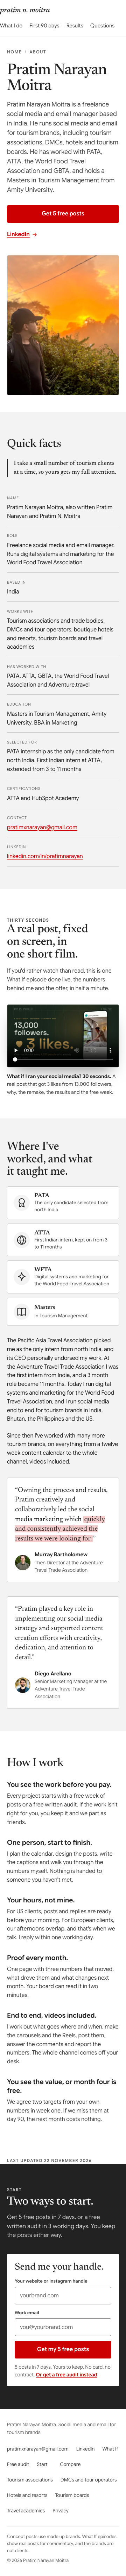 pratim n. moitra
What I do First 90 days Results Questions
HOME / ABOUT
Pratim Narayan
Moitra
Pratim Narayan Moitra is a freelance
social media and email manager based
in India. He runs social media and email
for tourism brands, including tourism
associations, DMCs, hotels and tourism
boards. He has worked with PATA,
ATTA, the World Food Travel
Association and GBTA, and holds a
Masters in Tourism Management from
Amity University.
Get 5 free posts
LinkedIn →
Quick facts
I take a small number of tourism clients
at a time, so yours gets my full attention.
NAME
Pratim Narayan Moitra, also written Pratim
Narayan and Pratim N. Moitra
ROLE
Freelance social media and email manager.
Runs digital systems and marketing for the
World Food Travel Association
BASED IN
India
WORKS WITH
Tourism associations and trade bodies,
DMCs and tour operators, boutique hotels
and resorts, tourism boards and travel
academies
HAS WORKED WITH
PATA, ATTA, GBTA, the World Food Travel
Association and Adventure.travel
EDUCATION
Masters in Tourism Management, Amity
University. BBA in Marketing
SELECTED FOR
PATA internship as the only candidate from
north India. First Indian intern at ATTA,
extended from 3 to 11 months
CERTIFICATIONS
ATTA and HubSpot Academy
CONTACT
pratimxnarayan@gmail.com
LINKEDIN
linkedin.com/in/pratimnarayan
THIRTY SECONDS
A real post, fixed
on screen, in
one short film.
If you'd rather watch than read, this is
What if episode one: live, the numbers
behind it and the offer, in half a minute.
13,000
followers,
0:00
What if I ran your social media? 30 seconds. A
real post that got 3 likes from 13,000 followers,
why, the remake, the results and the free week.
Where I've
worked, and what
it taught me.
PATA
The only candidate selected from
north India
ATTA
First Indian intern, kept on from 3
to 11 months
WFTA
Digital systems and marketing for
the World Food Travel Association
Masters
In Tourism Management
The Pacific Asia Travel Association picked
me as the only intern from north India, and
its CEO personally endorsed my work. At
the Adventure Travel Trade Association I was
the first intern from India, and a 3 month
role became 11 months. Today I run digital
systems and marketing for the World Food
Travel Association, and I run social media
end to end for tourism brands in India,
Bhutan, the Philippines and the US.
Since then I've worked with many more
tourism brands, on everything from a twelve
post content calendar to the whole
channel, videos included.
“Owning the process and results,
Pratim creatively and
collaboratively led the social
media marketing which quickly
and consistently achieved the
results we were looking for.”
Murray Bartholomew
Then Director at the Adventure
Travel Trade Association
“Pratim played a key role in
implementing our social media
strategy and supported content
creation efforts with creativity,
dedication, and attention to
detail.”
Diego Arellano
Senior Marketing Manager at the
Adventure Travel Trade
Association
How I work
You see the work before you pay.
Every project starts with a free week of
posts or a free written audit. If the work isn't
right for you, you keep it and we part as
friends.
One person, start to finish.
I plan the calendar, design the posts, write
the captions and walk you through the
numbers myself. Nothing is handed to
someone you haven't met.
Your hours, not mine.
For US clients, posts and replies are ready
before your morning. For European clients,
our afternoons overlap, and that's when we
talk. I reply within one working day.
Proof every month.
One page with three numbers that moved,
what drove them and what changes next
month. Your board can read it in two
minutes.
End to end, videos included.
I work out what goes where and when, make
the carousels and the Reels, post them,
answer the comments and report the
numbers. The whole channel comes off your
desk.
You see the value, or month four is
free.
We agree two targets from your own
numbers in week one. If we miss them at
day 90, the next month costs nothing.
LAST UPDATED 22 NOVEMBER 2026
START
Two ways to start.
Get 5 free posts in 7 days, or a free
written audit in 3 working days. You keep
the posts either way.
Send me your handle.
Your website or Instagram handle
yourbrand.com
Work email
you@yourbrand.com
Get my 5 free posts
5 posts in 7 days. Yours to keep. No card, no
contract. Or get a free audit instead
Pratim Narayan Moitra. Social media and email for
tourism brands.
pratimxnarayan@gmail.com LinkedIn What If
Free audit Start Compare
Tourism associations DMCs and tour operators
Hotels and resorts Tourism boards
Travel academies Privacy
Concept posts use made up brands. What If episodes
show real posts for commentary, and the brands are
not clients.
© 2026 Pratim Narayan Moitra